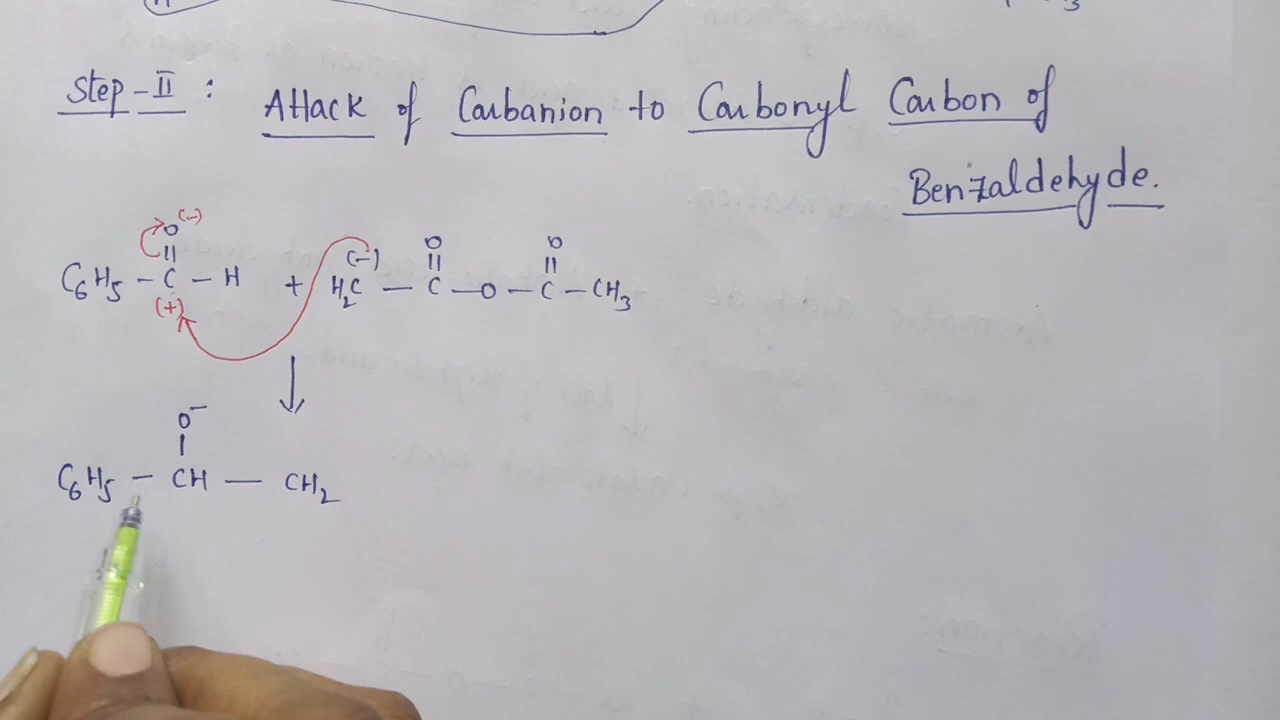 Step-II : Attack of Carbanion to Carbonyl Carbon of
Benzaldehyde.
O(-)
||
C6H5 - C - H
(+)
+
(-) O O
|| ||
H2C - C - O - C - CH3
O-
|
C6H5 - CH - CH2